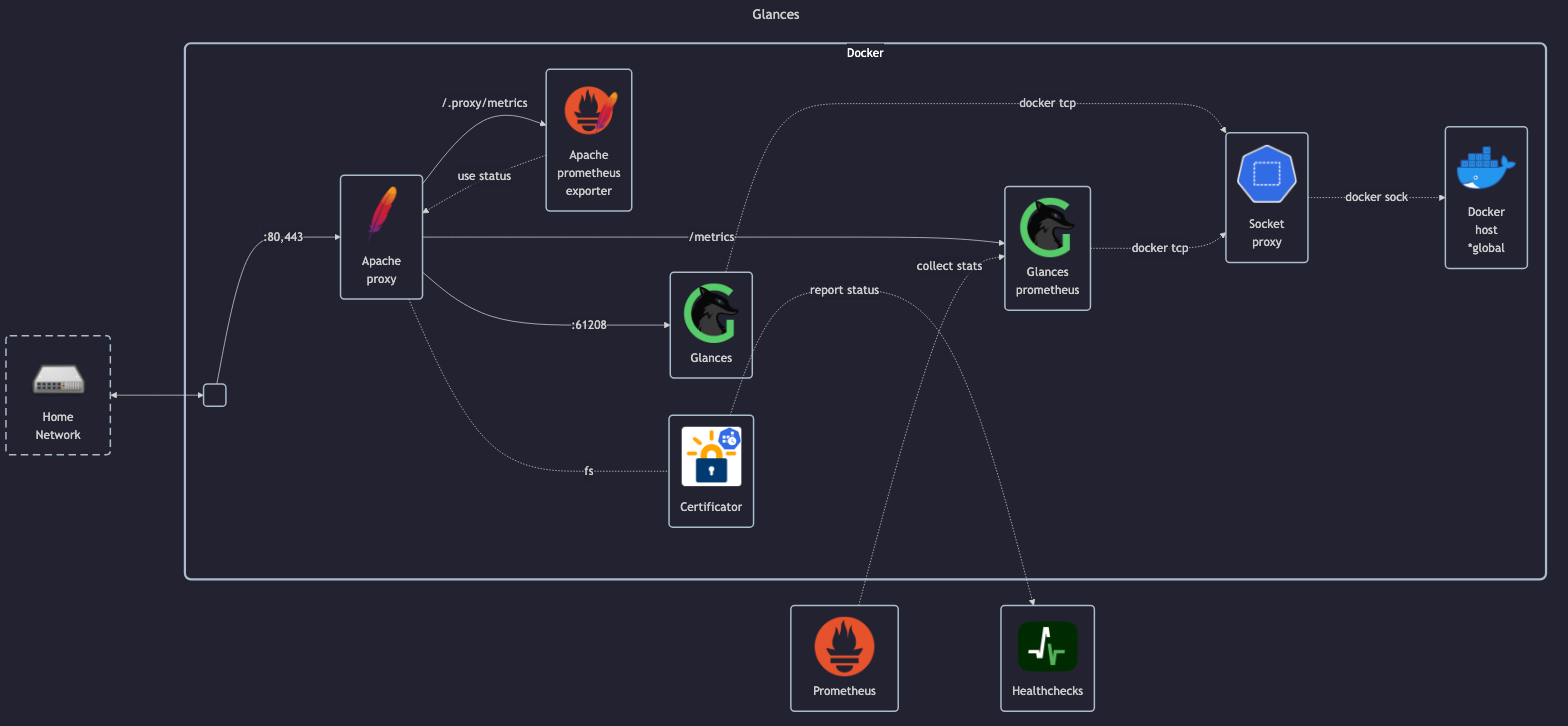 Glances
Docker
/.proxy/metrics
docker tcp
Apache
prometheus
exporter
use status
docker sock
Docker
host
*global
Socket
proxy
:80,443
/metrics
docker tcp
Apache
proxy
collect stats
Glances
prometheus
report status
:61208
Glances
Home
Network
fs
Certificator
Prometheus
Healthchecks